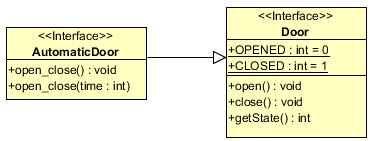 <<Interface>>
AutomaticDoor
+open_close() : void
+open_close(time : int)
<<Interface>>
Door
+OPENED : int = 0
+CLOSED : int = 1
+open() : void
+close() : void
+getState() : int